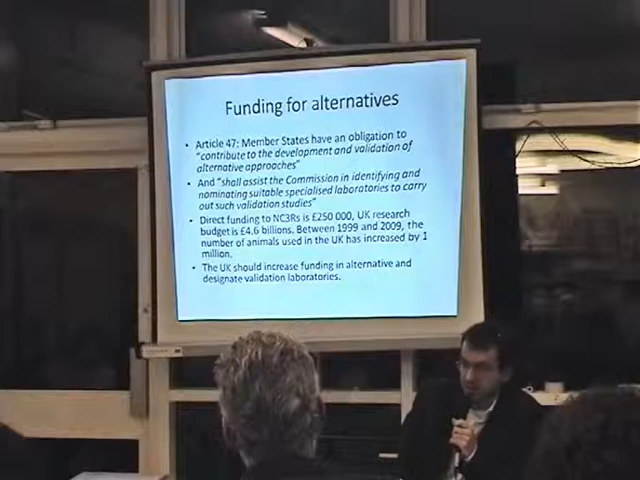 Funding for alternatives
• Article 47: Member States have an obligation to
"contribute to the development and validation of
alternative approaches"
• And "shall assist the Commission in identifying and
nominating suitable specialised laboratories to carry
out such validation studies"
• Direct funding to NC3Rs is £250 000, UK research
budget is £4.6 billions. Between 1999 and 2009, the
number of animals used in the UK has increased by 1
million.
• The UK should increase funding in alternative and
designate validation laboratories.